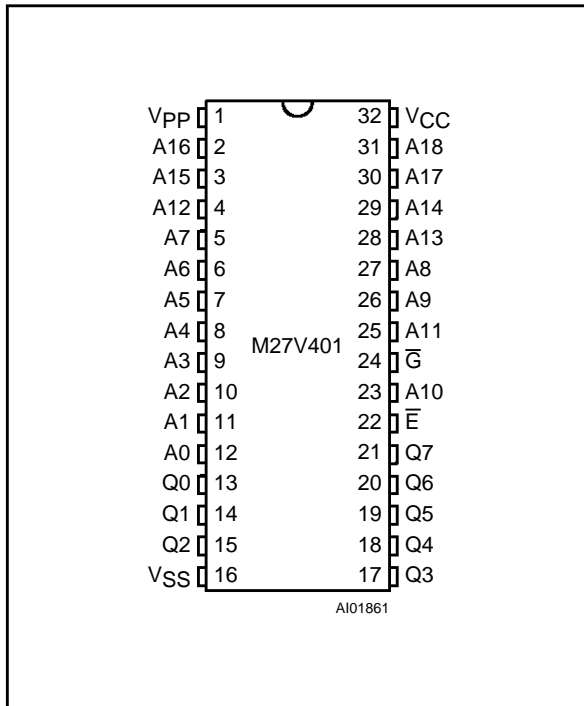 VPP 1 32 VCC
A16 2 31 A18
A15 3 30 A17
A12 4 29 A14
A7 5 28 A13
A6 6 27 A8
A5 7 26 A9
A4 8 25 A11
M27V401
A3 9 24 G̅
A2 10 23 A10
A1 11 22 E̅
A0 12 21 Q7
Q0 13 20 Q6
Q1 14 19 Q5
Q2 15 18 Q4
VSS 16 17 Q3
AI01861